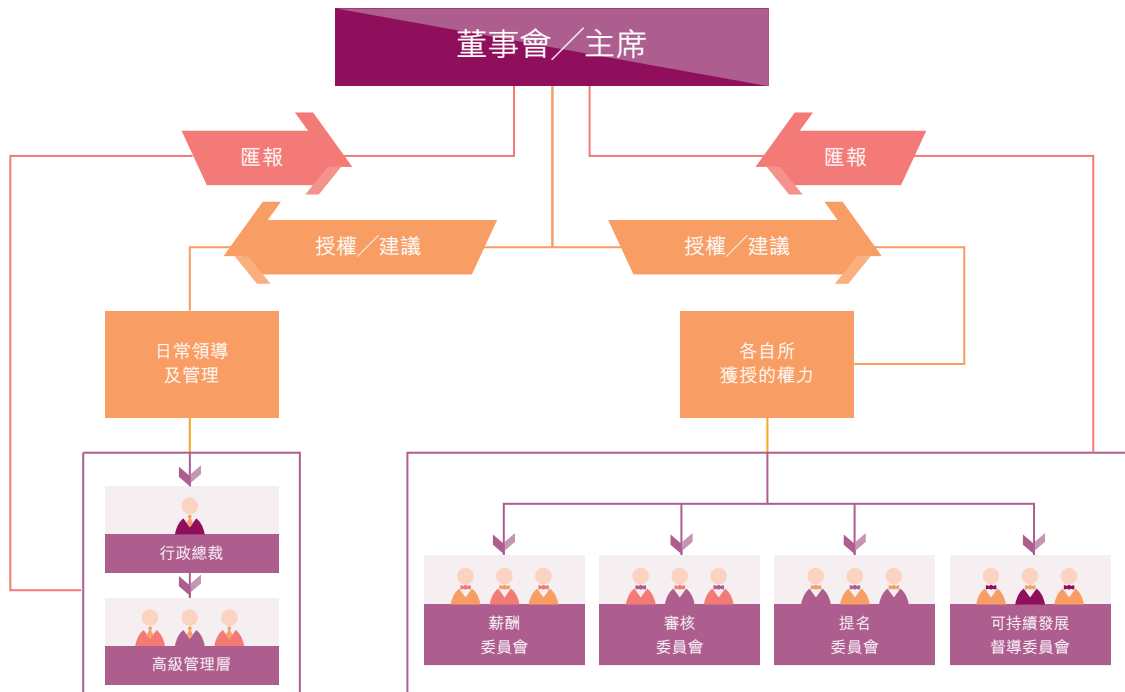 董事會／主席
匯報
匯報
授權／建議
授權／建議
日常領導
及管理
各自所
獲授的權力
行政總裁
高級管理層
薪酬
委員會
審核
委員會
提名
委員會
可持續發展
督導委員會